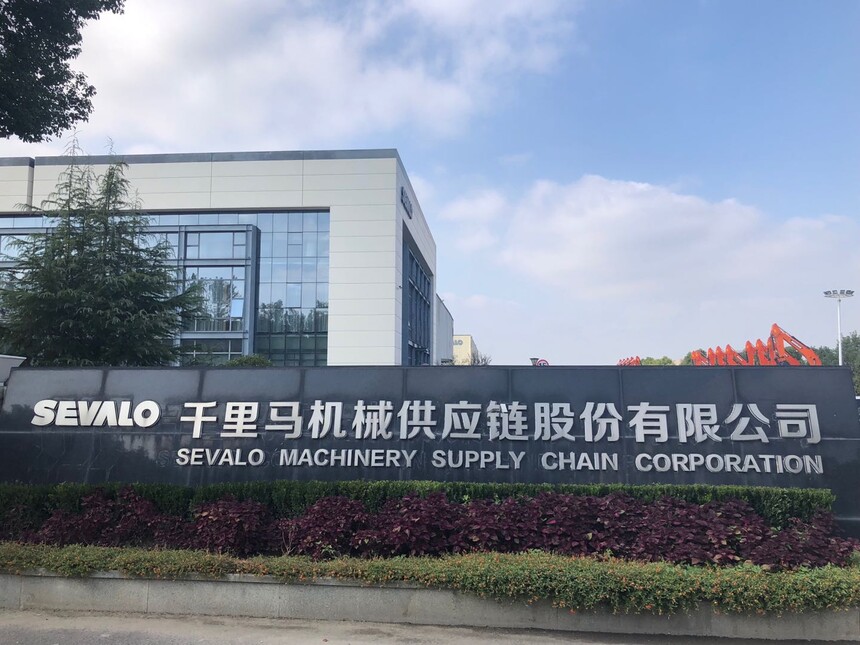 SEVALO 千里马机械供应链股份有限公司
SEVALO MACHINERY SUPPLY CHAIN CORPORATION